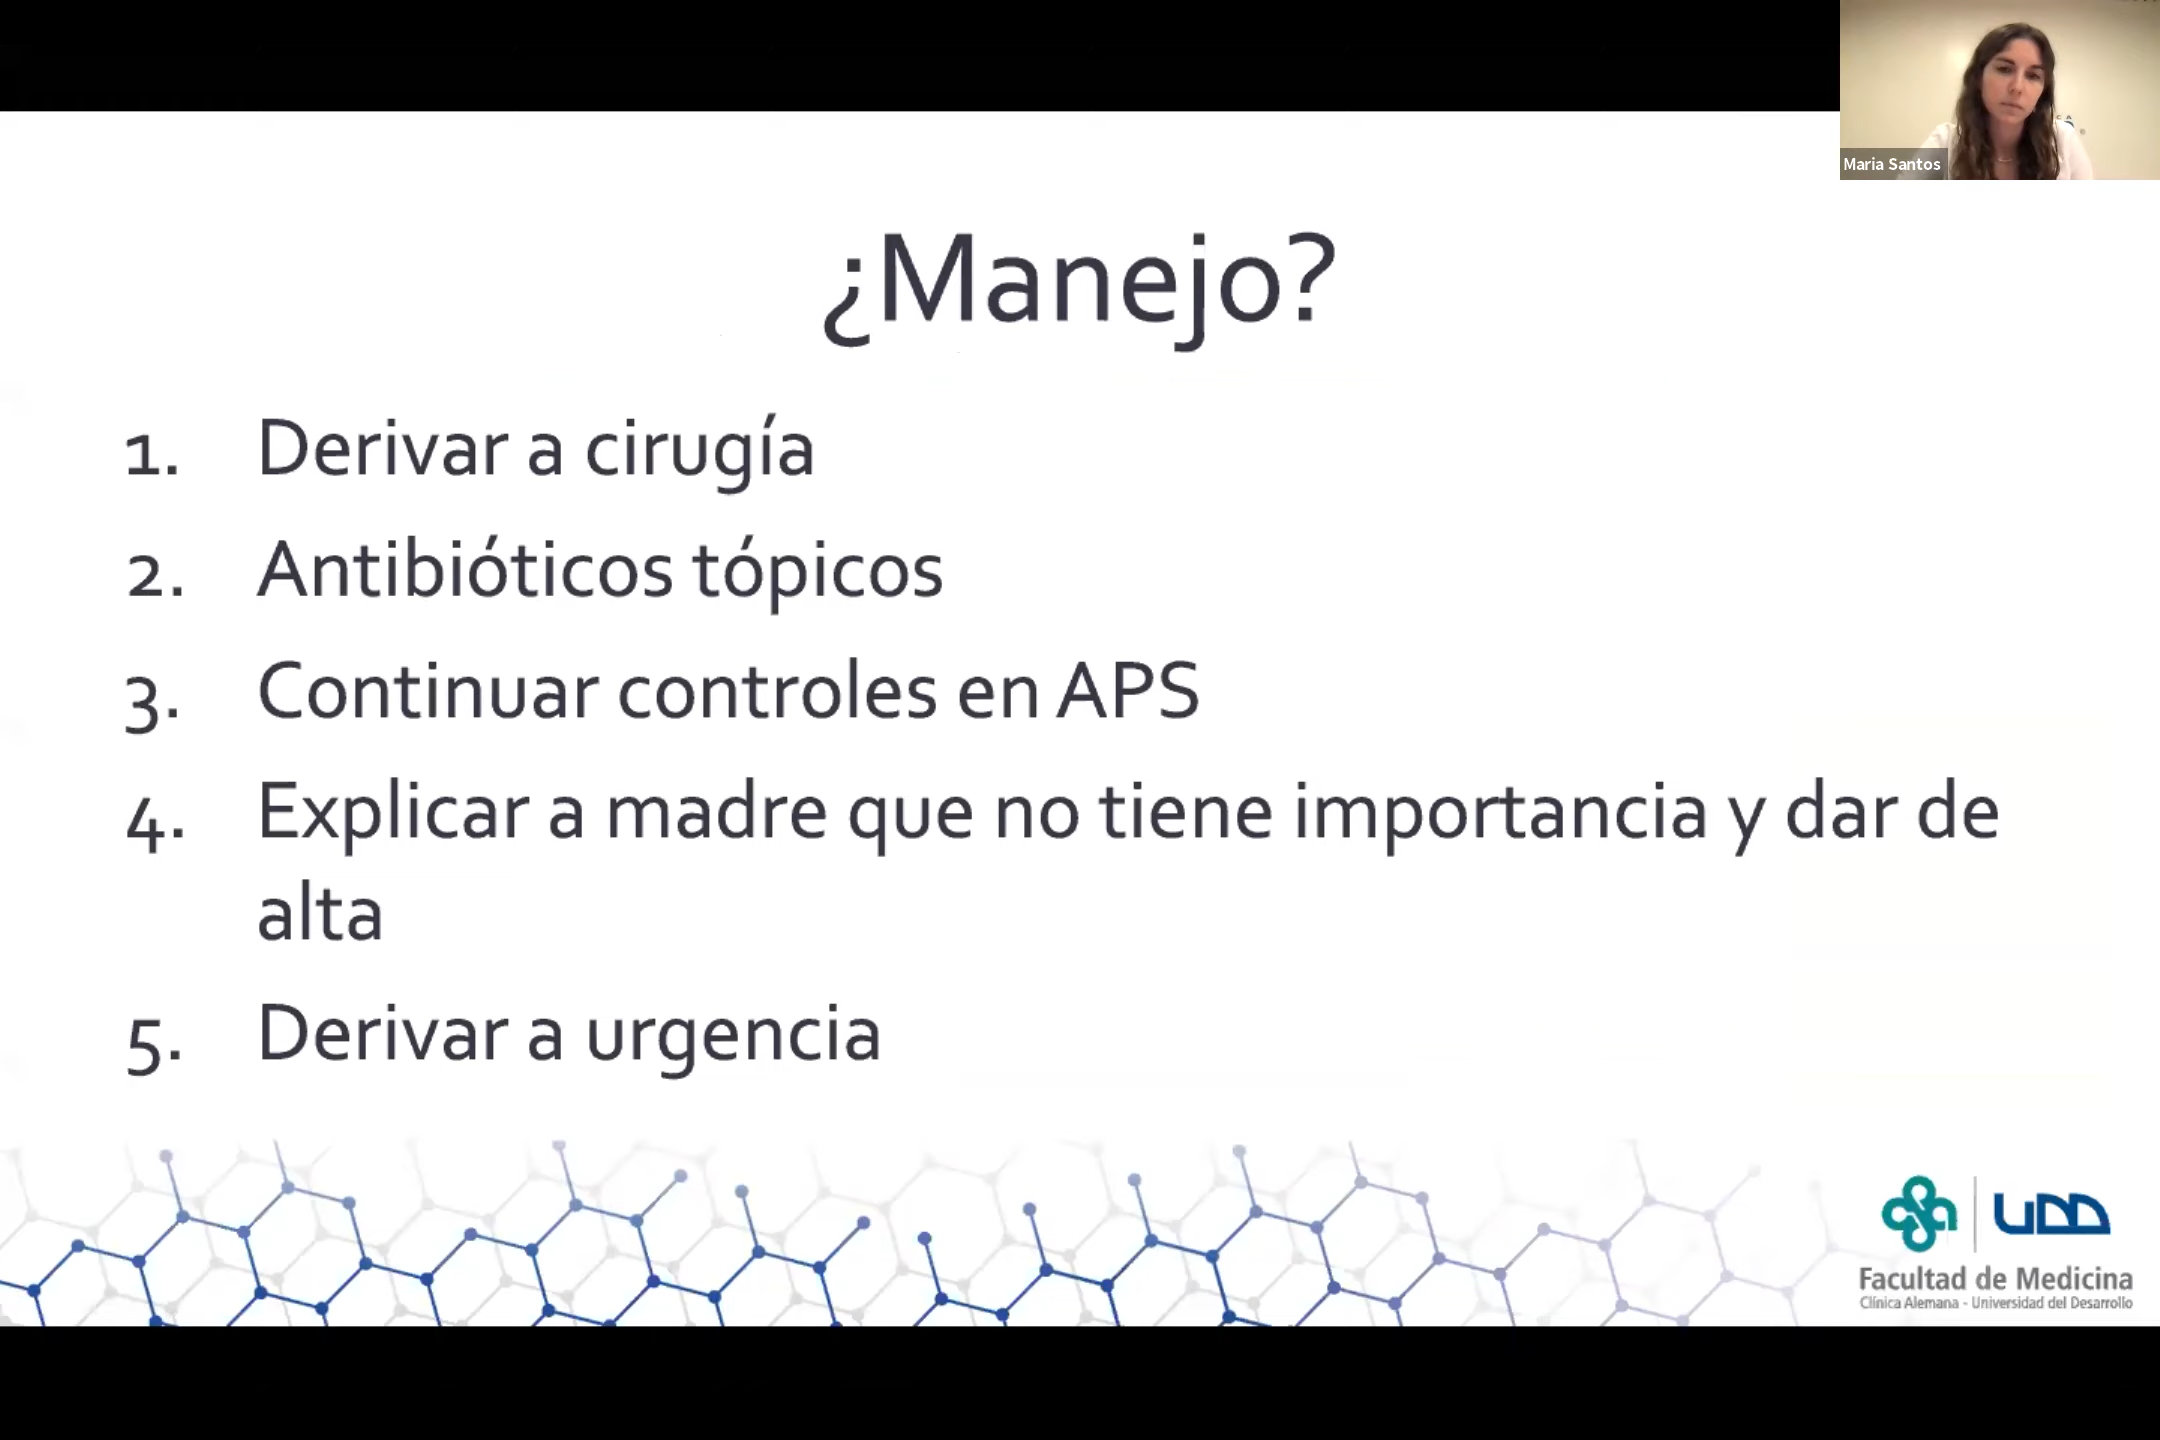 Maria Santos
¿Manejo?
1. Derivar a cirugía
2. Antibióticos tópicos
3. Continuar controles en APS
4. Explicar a madre que no tiene importancia y dar de
alta
5. Derivar a urgencia
UDD
Facultad de Medicina
Clínica Alemana - Universidad del Desarrollo